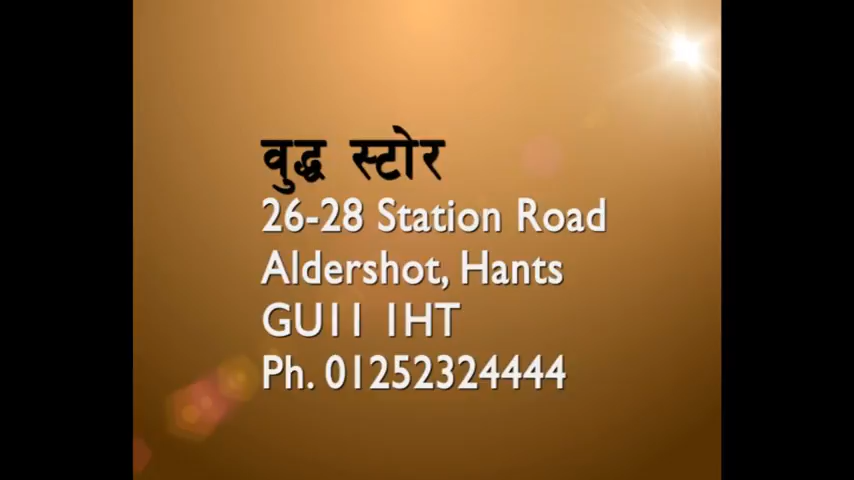 वुद्ध स्टोर
26-28 Station Road
Aldershot, Hants
GU11 1HT
Ph. 01252324444